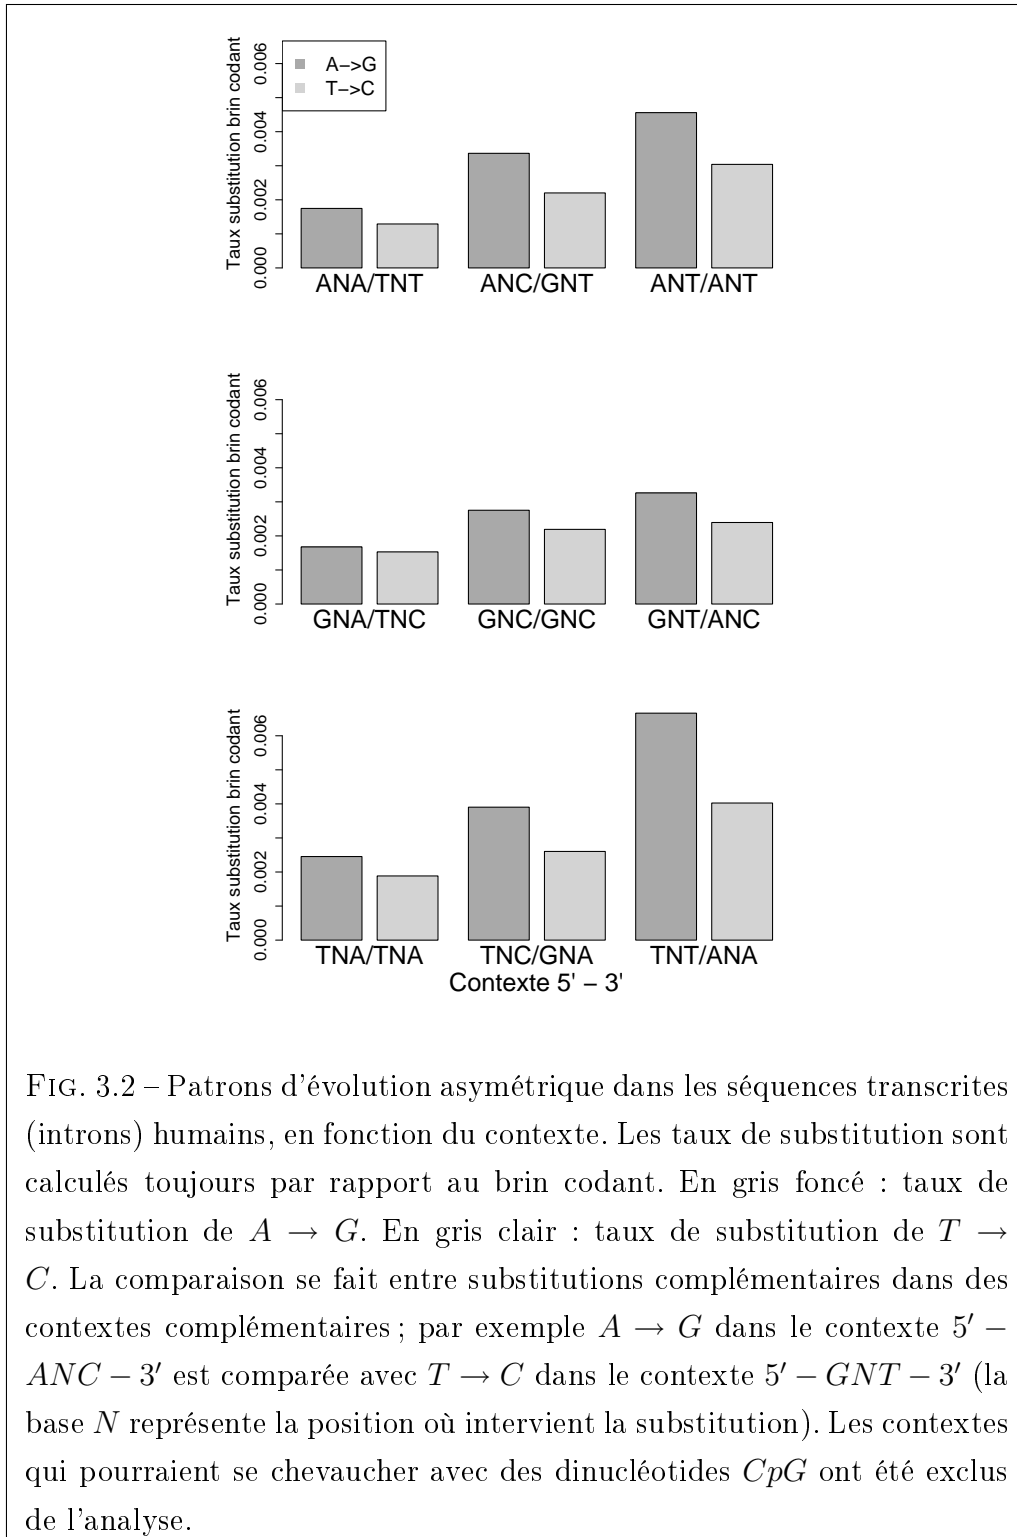 Taux substitution brin codant
0.000 0.002 0.004 0.006
A->G
T->C
ANA/TNT ANC/GNT ANT/ANT
Taux substitution brin codant
0.000 0.002 0.004 0.006
GNA/TNC GNC/GNC GNT/ANC
Taux substitution brin codant
0.000 0.002 0.004 0.006
TNA/TNA TNC/GNA TNT/ANA
Contexte 5' − 3'
FIG. 3.2 – Patrons d'évolution asymétrique dans les séquences transcrites
(introns) humains, en fonction du contexte. Les taux de substitution sont
calculés toujours par rapport au brin codant. En gris foncé : taux de
substitution de A → G. En gris clair : taux de substitution de T →
C. La comparaison se fait entre substitutions complémentaires dans des
contextes complémentaires ; par exemple A → G dans le contexte 5′ −
ANC − 3′ est comparée avec T → C dans le contexte 5′ − GNT − 3′ (la
base N représente la position où intervient la substitution). Les contextes
qui pourraient se chevaucher avec des dinucléotides CpG ont été exclus
de l'analyse.